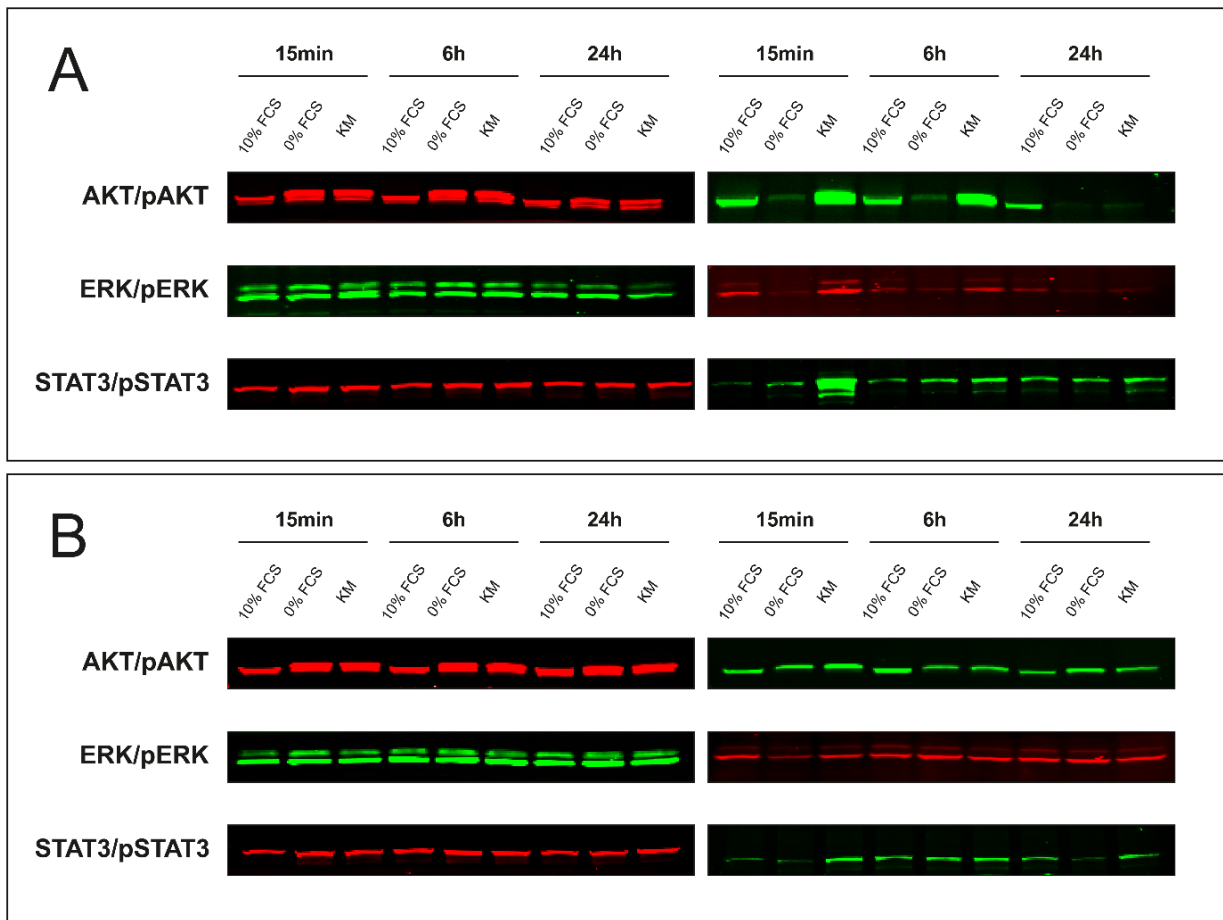 A
15min 6h 24h 15min 6h 24h
10% FCS 0% FCS KM 10% FCS 0% FCS KM 10% FCS 0% FCS KM 10% FCS 0% FCS KM 10% FCS 0% FCS KM 10% FCS 0% FCS KM
AKT/pAKT
ERK/pERK
STAT3/pSTAT3
B
15min 6h 24h 15min 6h 24h
10% FCS 0% FCS KM 10% FCS 0% FCS KM 10% FCS 0% FCS KM 10% FCS 0% FCS KM 10% FCS 0% FCS KM 10% FCS 0% FCS KM
AKT/pAKT
ERK/pERK
STAT3/pSTAT3